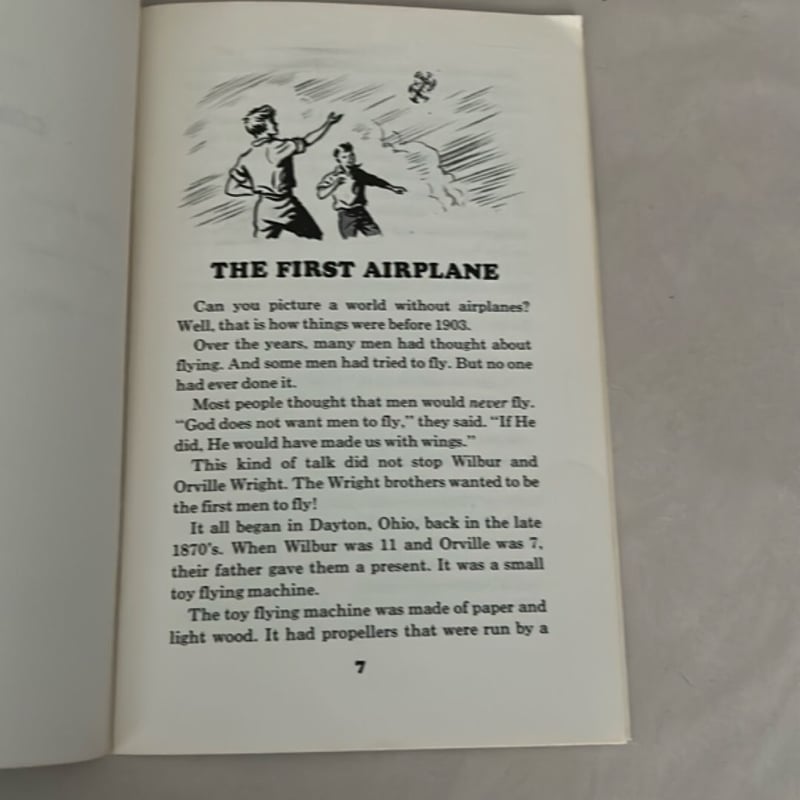 THE FIRST AIRPLANE
Can you picture a world without airplanes?
Well, that is how things were before 1903.
Over the years, many men had thought about
flying. And some men had tried to fly. But no one
had ever done it.
Most people thought that men would never fly.
“God does not want men to fly,” they said. “If He
did, He would have made us with wings.”
This kind of talk did not stop Wilbur and
Orville Wright. The Wright brothers wanted to be
the first men to fly!
It all began in Dayton, Ohio, back in the late
1870’s. When Wilbur was 11 and Orville was 7,
their father gave them a present. It was a small
toy flying machine.
The toy flying machine was made of paper and
light wood. It had propellers that were run by a
7